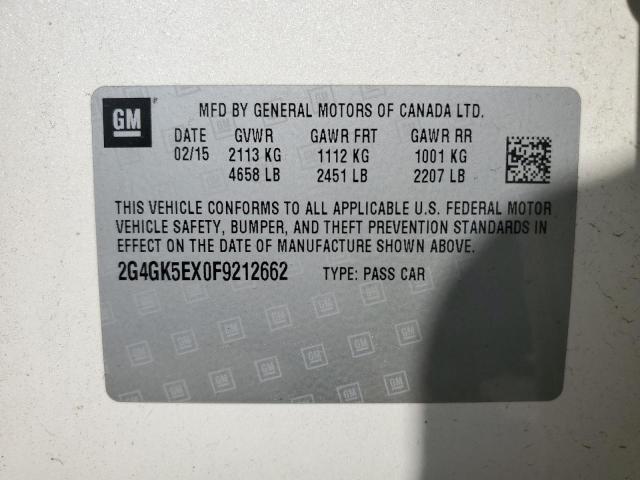 GM
MFD BY GENERAL MOTORS OF CANADA LTD.
DATE GVWR GAWR FRT GAWR RR
02/15 2113 KG 1112 KG 1001 KG
4658 LB 2451 LB 2207 LB
THIS VEHICLE CONFORMS TO ALL APPLICABLE U.S. FEDERAL MOTOR
VEHICLE SAFETY, BUMPER, AND THEFT PREVENTION STANDARDS IN
EFFECT ON THE DATE OF MANUFACTURE SHOWN ABOVE.
2G4GK5EX0F9212662 TYPE: PASS CAR